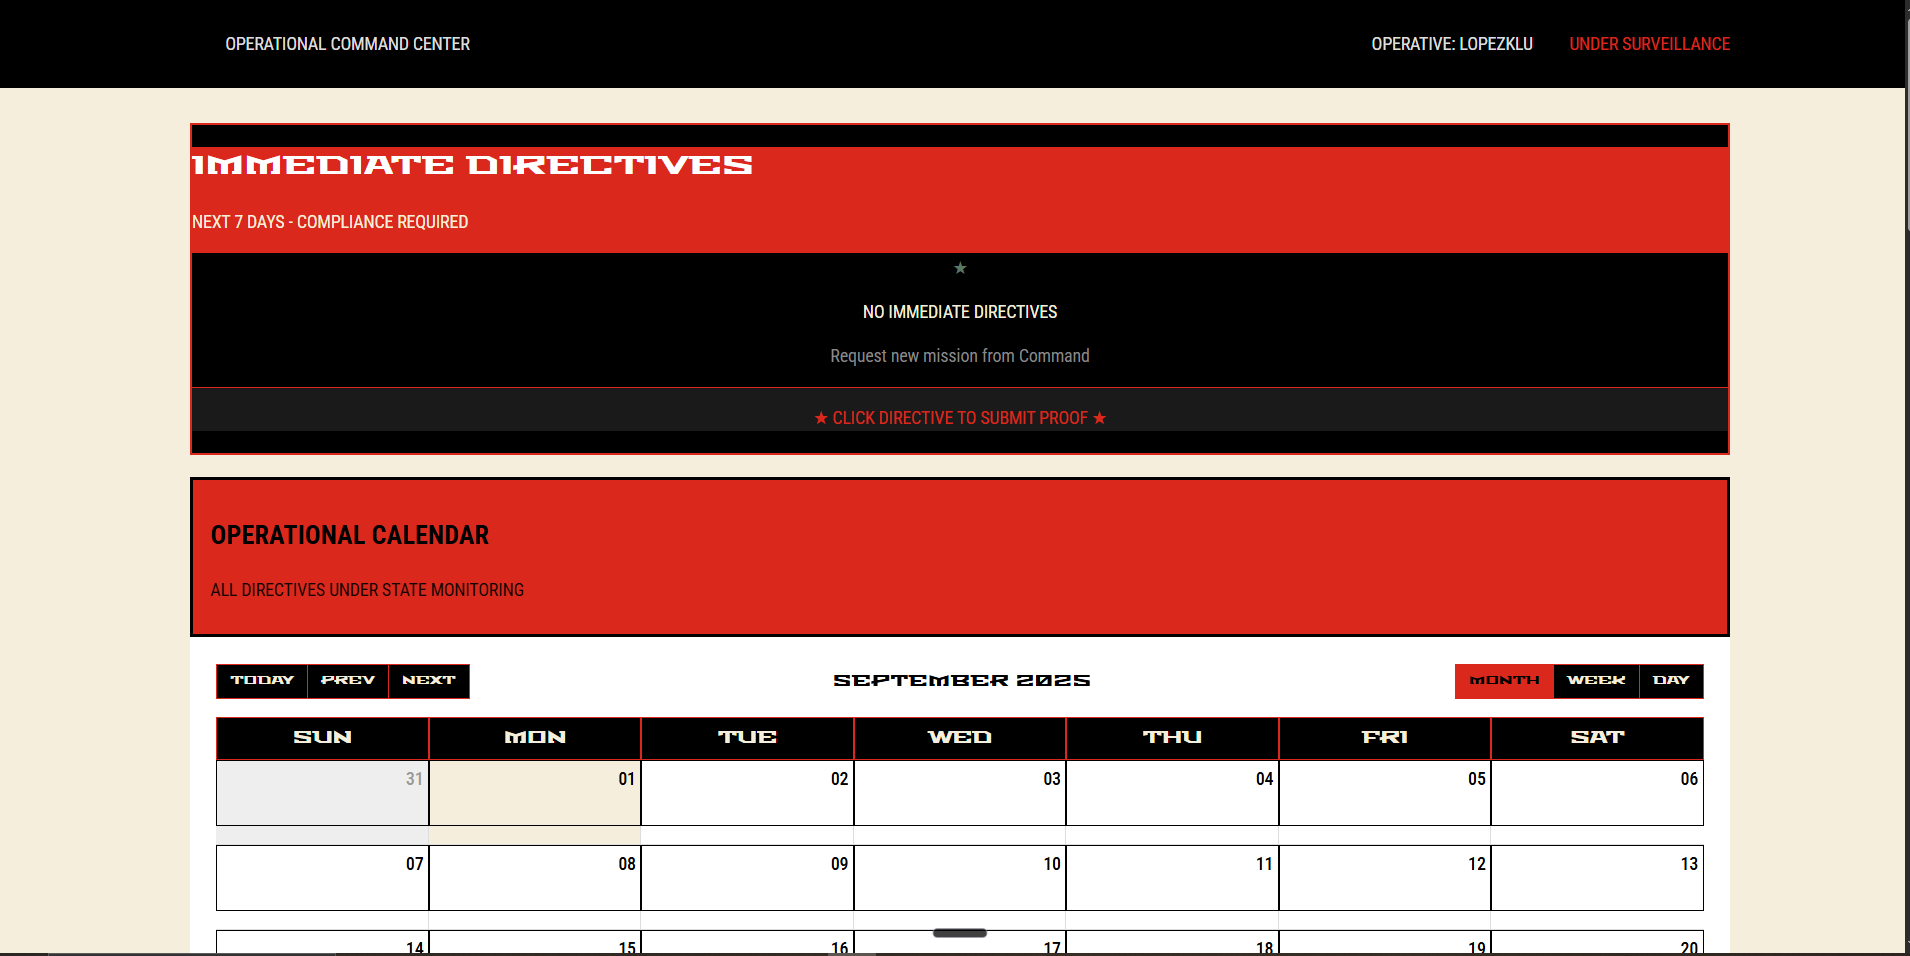 OPERATIONAL COMMAND CENTER
OPERATIVE: LOPEZKLU UNDER SURVEILLANCE
IMMEDIATE DIRECTIVES
NEXT 7 DAYS - COMPLIANCE REQUIRED
★
NO IMMEDIATE DIRECTIVES
Request new mission from Command
★ CLICK DIRECTIVE TO SUBMIT PROOF ★
OPERATIONAL CALENDAR
ALL DIRECTIVES UNDER STATE MONITORING
TODAY PREV NEXT SEPTEMBER 2025 MONTH WEEK DAY
SUN MON TUE WED THU FRI SAT
31 01 02 03 04 05 06
07 08 09 10 11 12 13
14 15 16 17 18 19 20